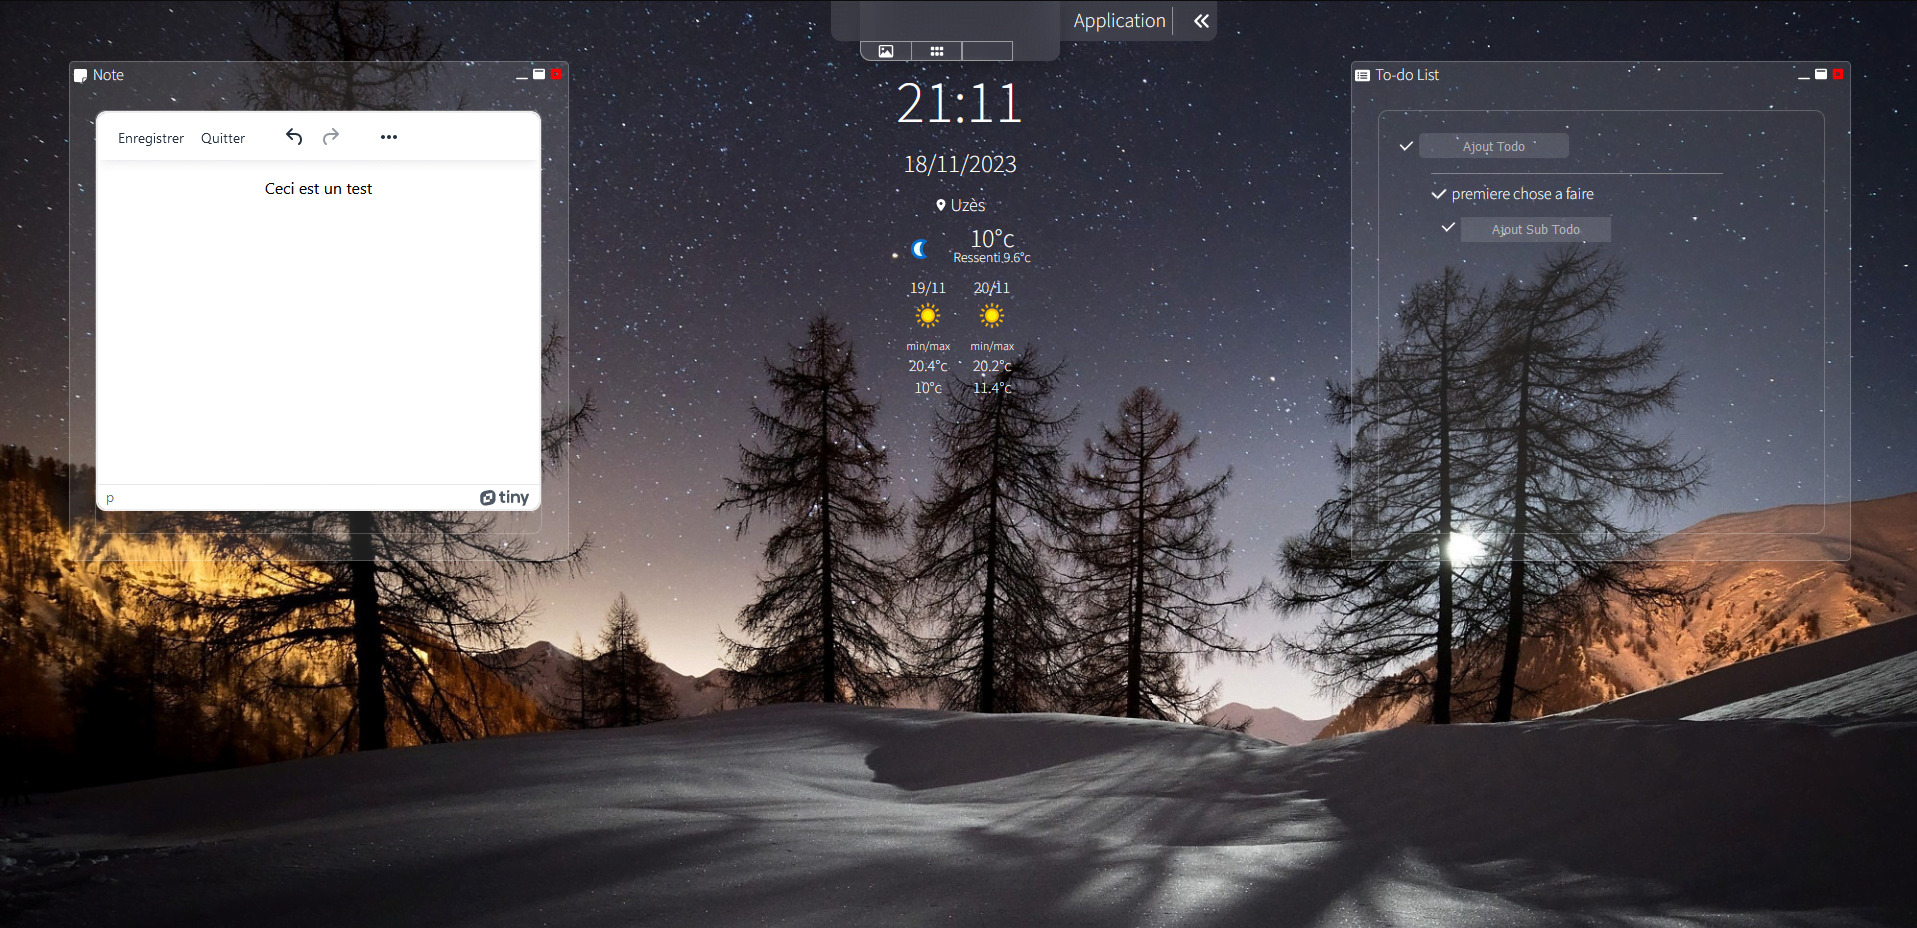 Application
Note
Enregistrer Quitter
Ceci est un test
p
tiny
21:11
18/11/2023
Uzès
10°c
Ressenti 9.6°c
19/11 20/11
min/max min/max
20.4°c 20.2°c
10°c 11.4°c
To-do List
Ajout Todo
premiere chose a faire
Ajout Sub Todo